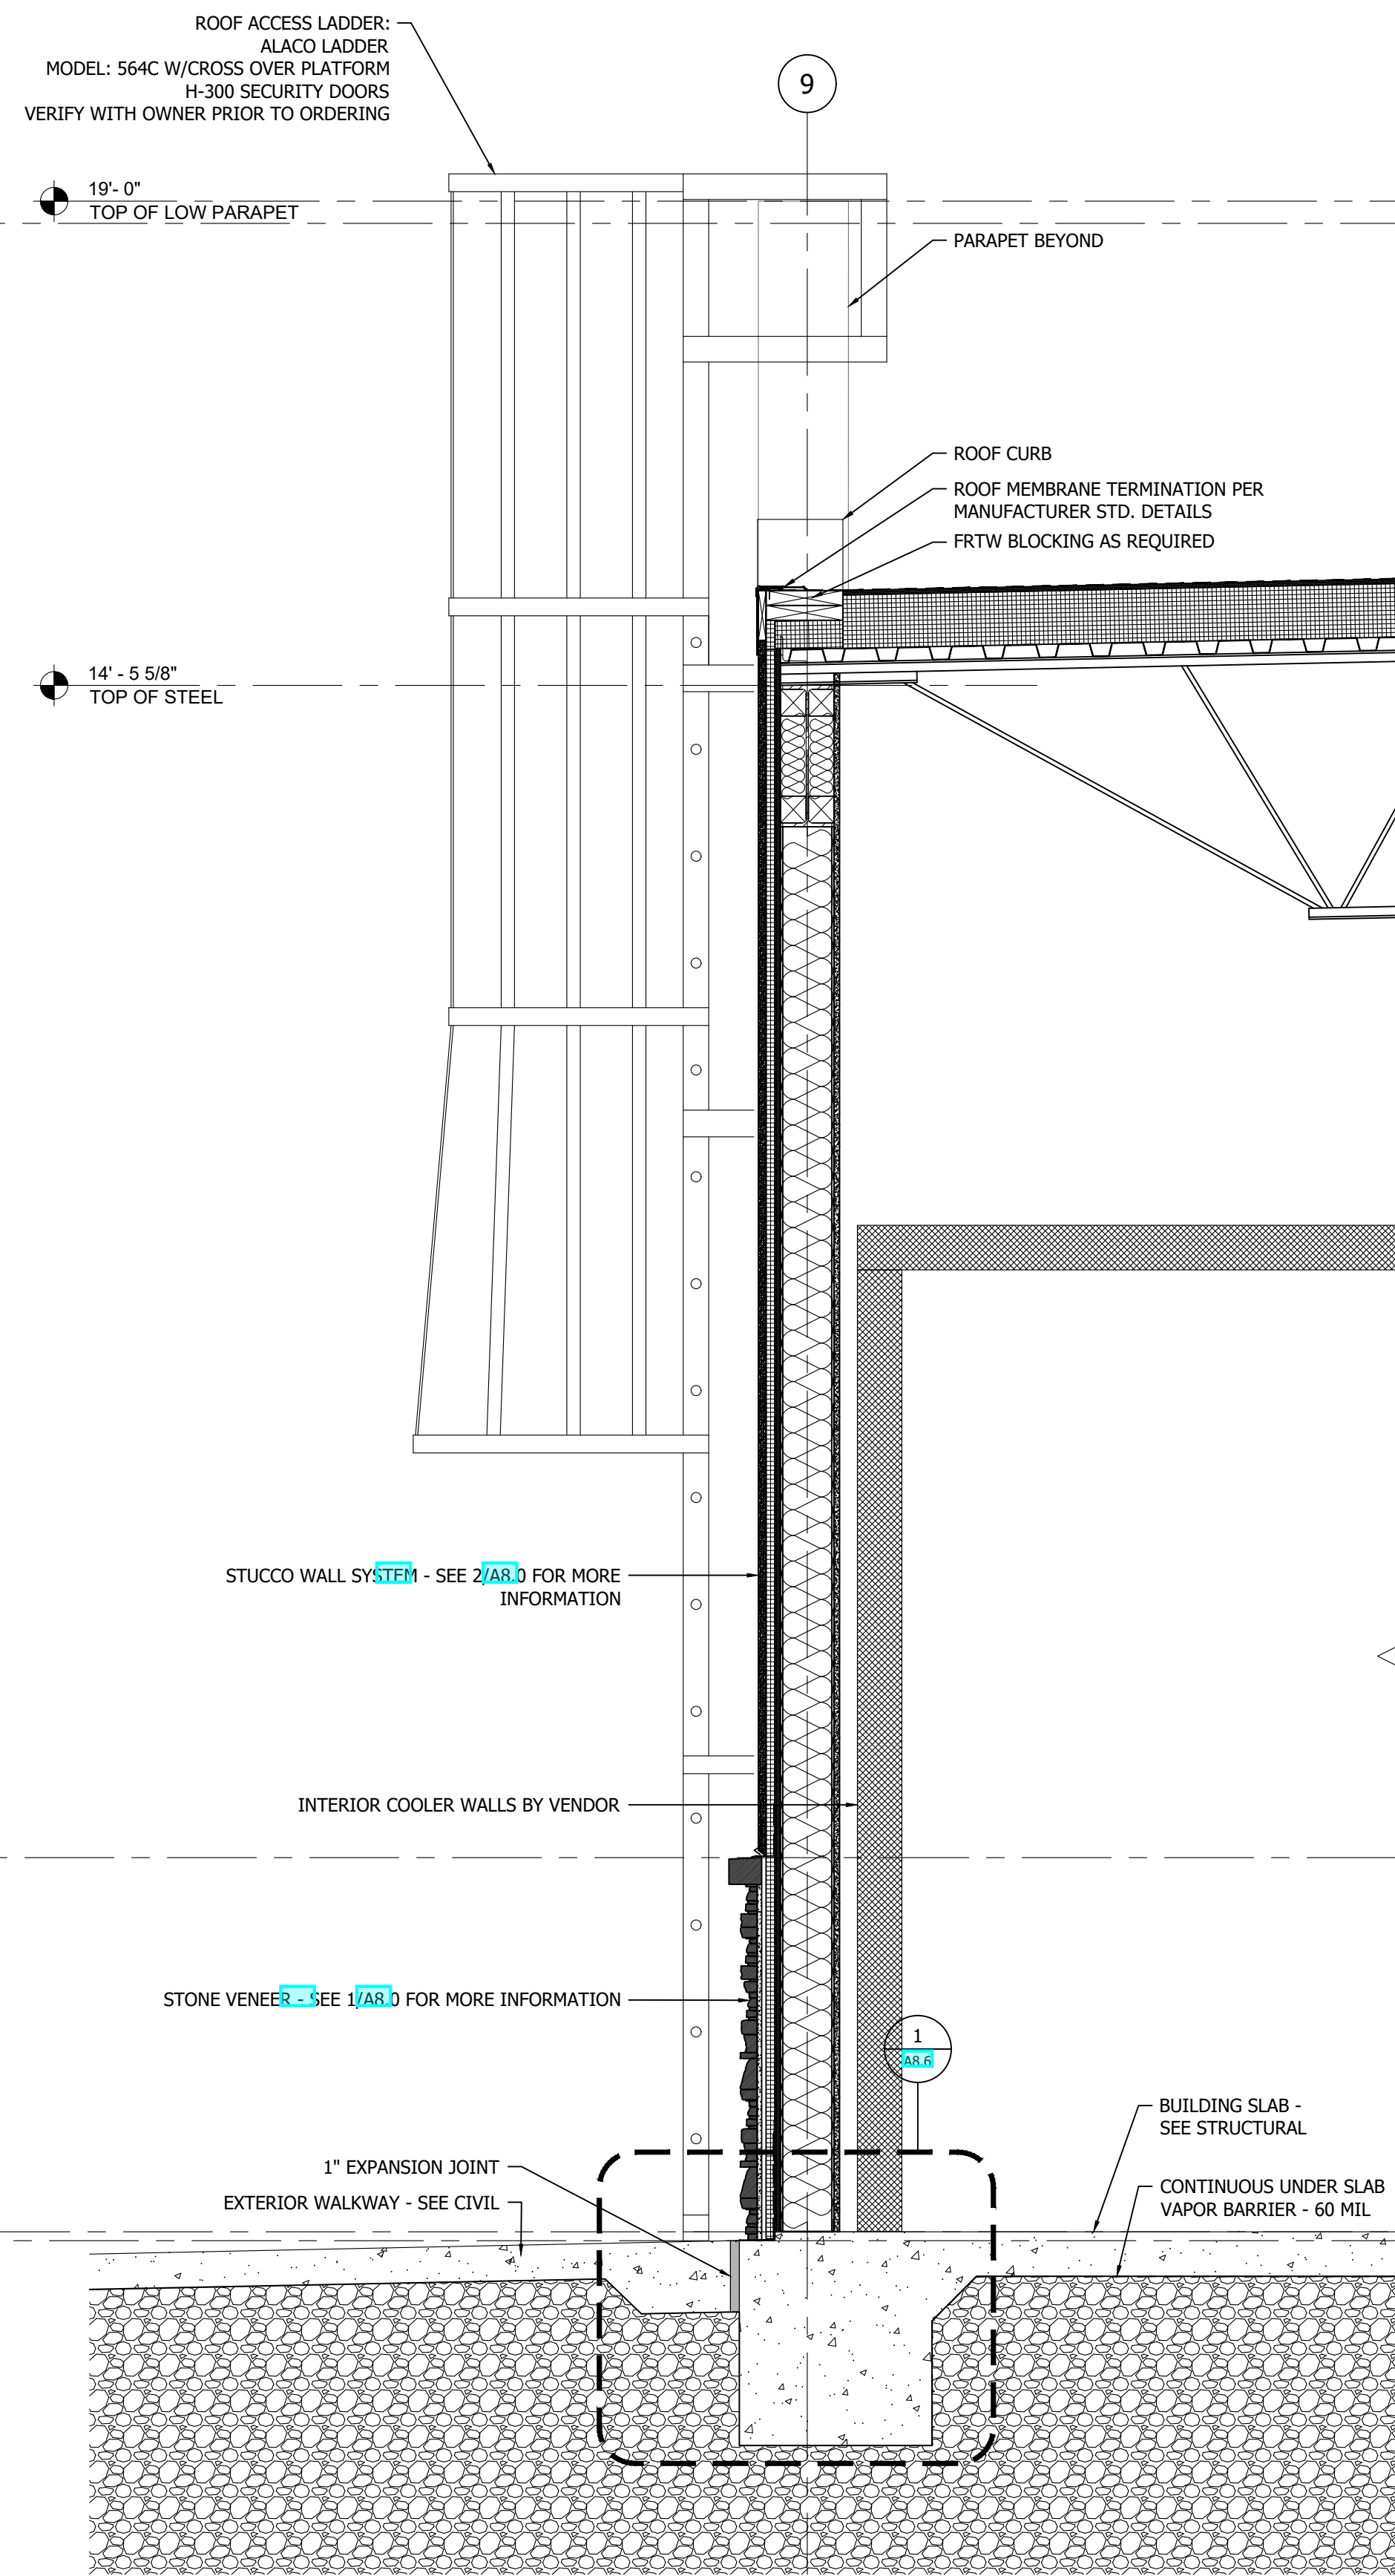 ROOF ACCESS LADDER:
ALACO LADDER
MODEL: 564C W/CROSS OVER PLATFORM
H-300 SECURITY DOORS
VERIFY WITH OWNER PRIOR TO ORDERING
9
19'- 0"
TOP OF LOW PARAPET
PARAPET BEYOND
ROOF CURB
ROOF MEMBRANE TERMINATION PER
MANUFACTURER STD. DETAILS
FRTW BLOCKING AS REQUIRED
14' - 5 5/8"
TOP OF STEEL
STUCCO WALL SYSTEM - SEE 2/A8.0 FOR MORE
INFORMATION
INTERIOR COOLER WALLS BY VENDOR
STONE VENEER - SEE 1/A8.0 FOR MORE INFORMATION
1
A8.6
BUILDING SLAB -
SEE STRUCTURAL
1" EXPANSION JOINT
EXTERIOR WALKWAY - SEE CIVIL
CONTINUOUS UNDER SLAB
VAPOR BARRIER - 60 MIL